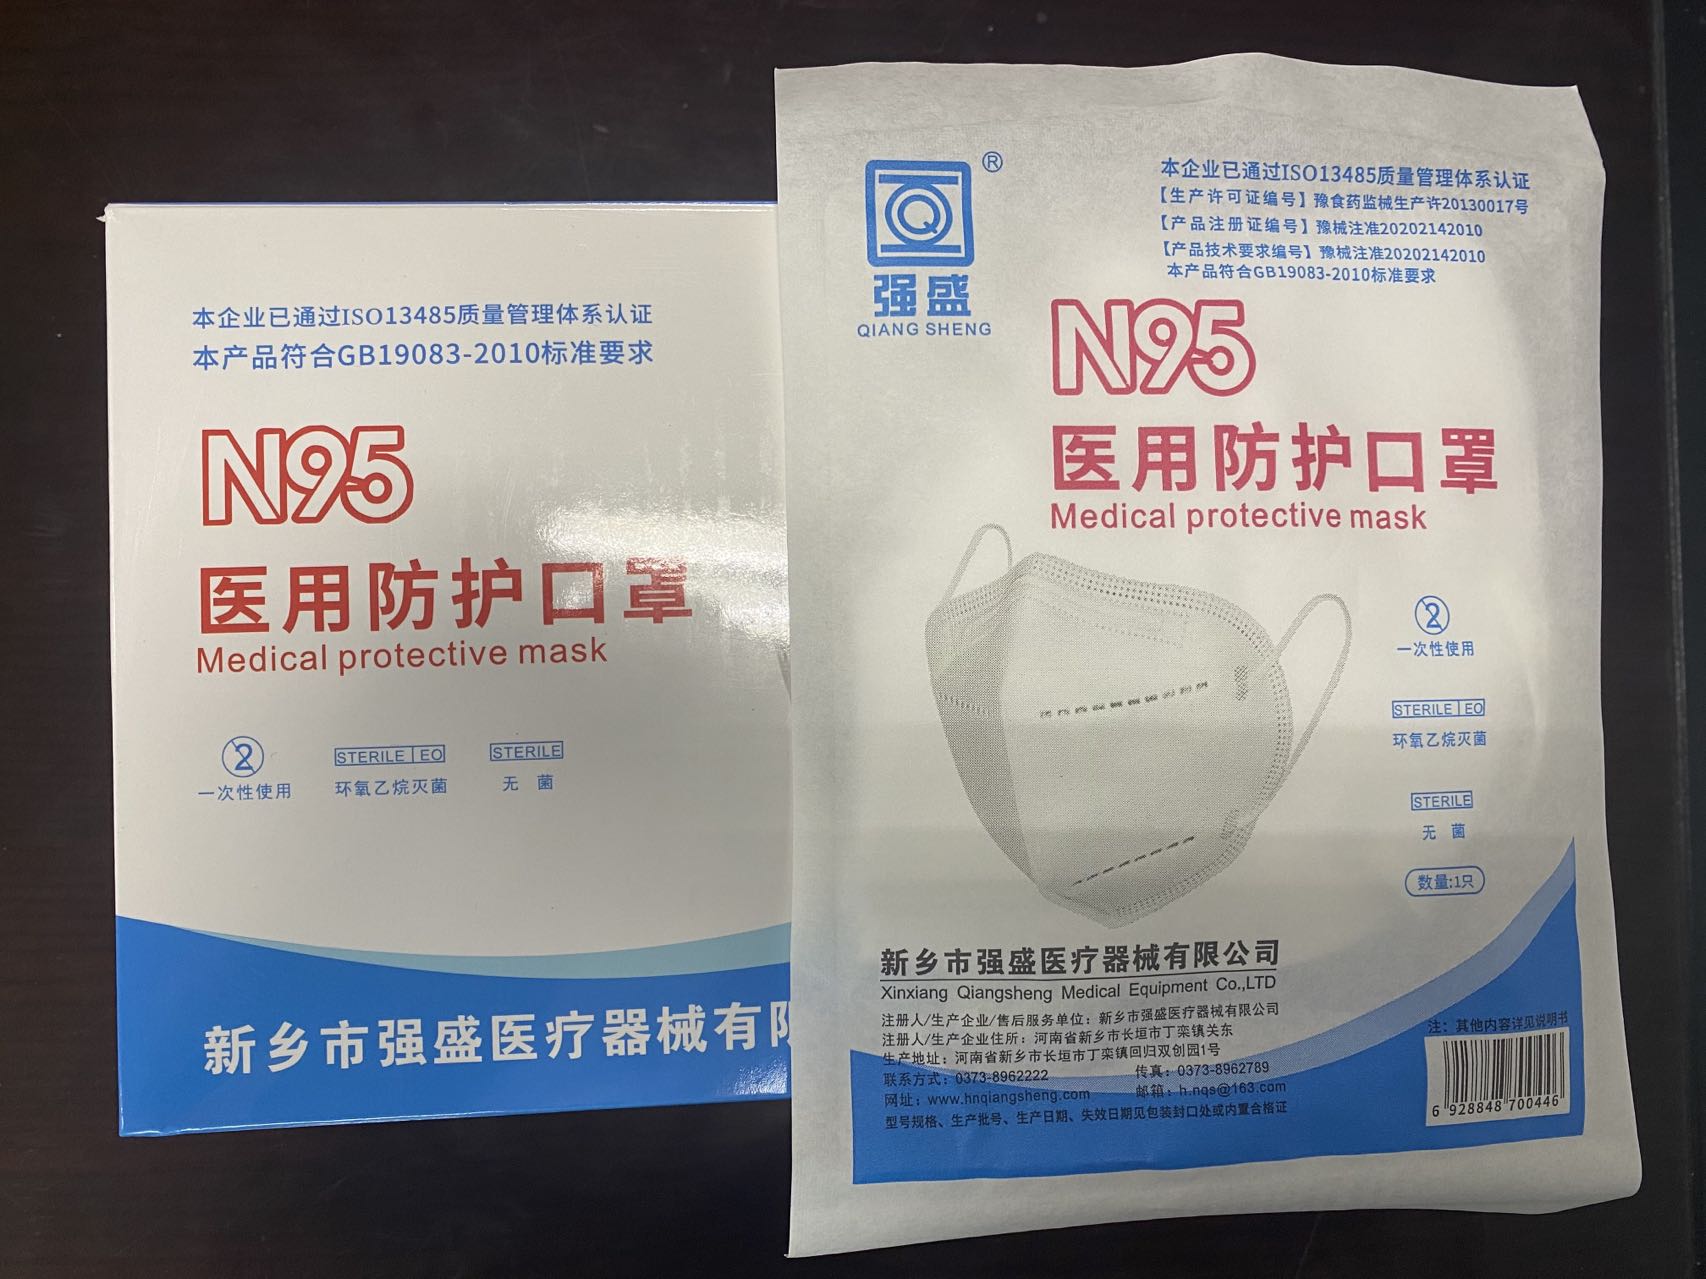 本企业已通过ISO13485质量管理体系认证
本产品符合GB19083-2010标准要求
N95
医用防护口罩
Medical protective mask
2
一次性使用
STERILE EO
环氧乙烷灭菌
STERILE
无菌
新乡市强盛医疗器械有
®
强盛
QIANG SHENG
本企业已通过ISO13485质量管理体系认证
【生产许可证编号】豫食药监械生产许20130017号
【产品注册证编号】豫械注准20202142010
【产品技术要求编号】豫械注准20202142010
本产品符合GB19083-2010标准要求
N95
医用防护口罩
Medical protective mask
2
一次性使用
STERILE EO
环氧乙烷灭菌
STERILE
无菌
数量:1只
新乡市强盛医疗器械有限公司
Xinxiang Qiangsheng Medical Equipment Co.,LTD
注册人/生产企业/售后服务单位：新乡市强盛医疗器械有限公司
注册人/生产企业住所：河南省新乡市长垣市丁栾镇关东
生产地址：河南省新乡市长垣市丁栾镇回归双创园1号
联系方式：0373-8962222 传真：0373-8962789
网址：www.hnqiangsheng.com 邮箱：h.nqs@163.com
型号规格、生产批号、生产日期、失效日期见包装封口处或内置合格证
注：其他内容详见说明书
6 928848 700446